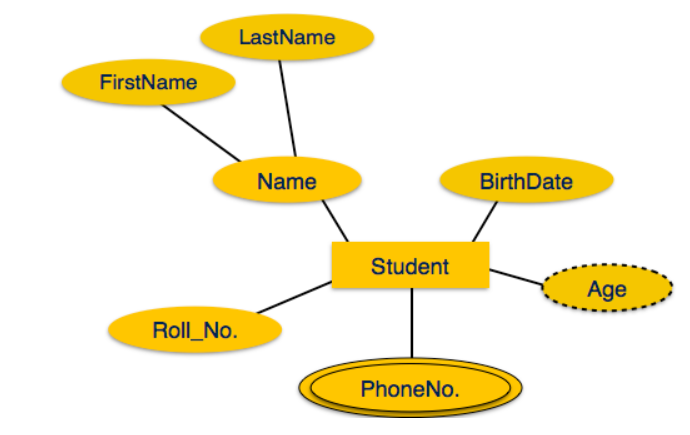 LastName
FirstName
Name
BirthDate
Student
Age
Roll_No.
PhoneNo.